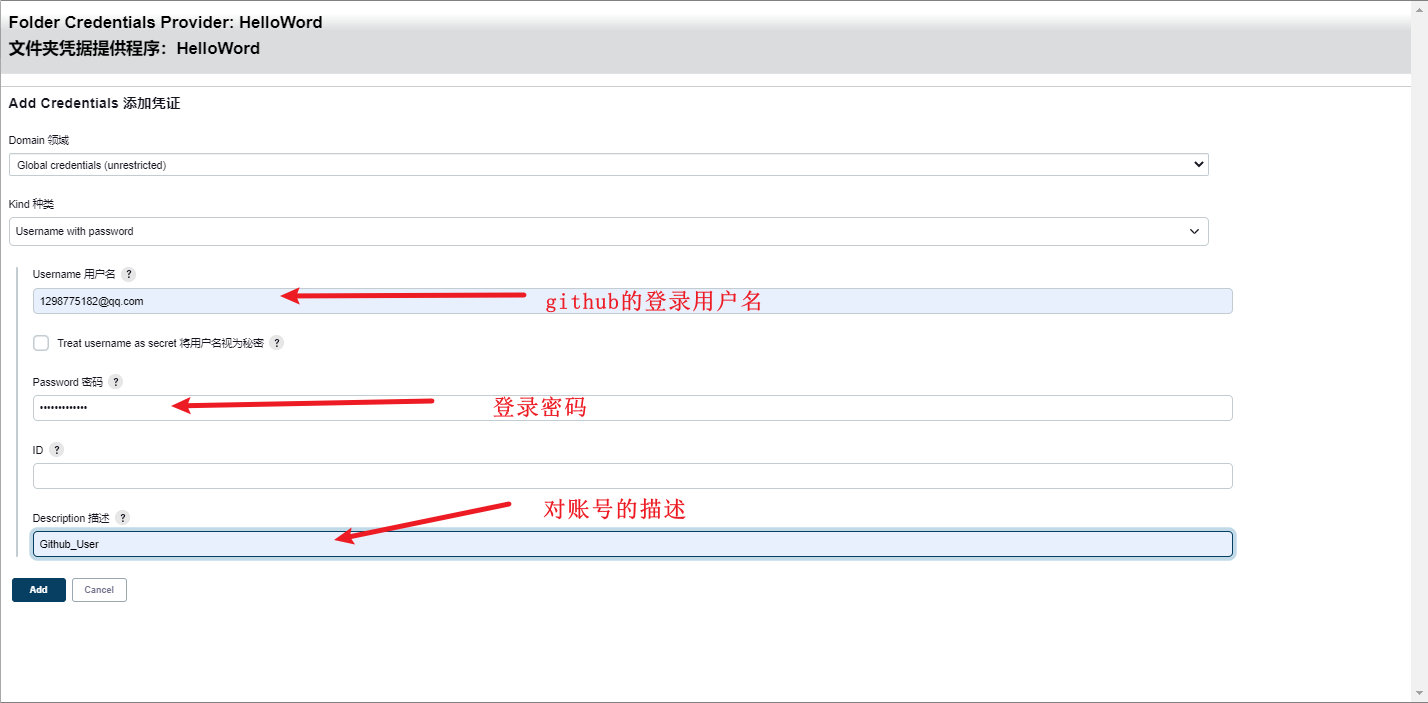 Folder Credentials Provider: HelloWord
文件夹凭据提供程序：HelloWord
Add Credentials 添加凭证
Domain 领域
Global credentials (unrestricted)
Kind 种类
Username with password
Username 用户名 ?
1298775182@qq.com
github的登录用户名
Treat username as secret 将用户名视为秘密 ?
Password 密码 ?
•••••••••••••
登录密码
ID ?
对账号的描述
Description 描述 ?
Github_User
Add Cancel